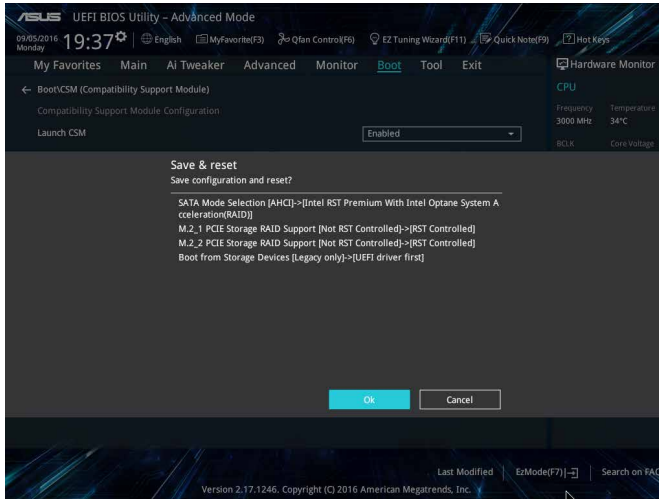 ASUS UEFI BIOS Utility – Advanced Mode
09/05/2016 Monday 19:37 English MyFavorite(F3) Qfan Control(F6) EZ Tuning Wizard(F11) Quick Note(F9) ? Hot Keys
My Favorites Main Ai Tweaker Advanced Monitor Boot Tool Exit Hardware Monitor
← Boot\CSM (Compatibility Support Module) CPU
Compatibility Support Module Configuration Frequency Temperature
3000 MHz 34°C
Launch CSM Enabled
BCLK Core Voltage
Save & reset
Save configuration and reset?
SATA Mode Selection [AHCI]->[Intel RST Premium With Intel Optane System A
cceleration(RAID)]
M.2_1 PCIE Storage RAID Support [Not RST Controlled]->[RST Controlled]
M.2_2 PCIE Storage RAID Support [Not RST Controlled]->[RST Controlled]
Boot from Storage Devices [Legacy only]->[UEFI driver first]
Ok Cancel
Last Modified EzMode(F7) Search on FAQ
Version 2.17.1246. Copyright (C) 2016 American Megatrends, Inc.